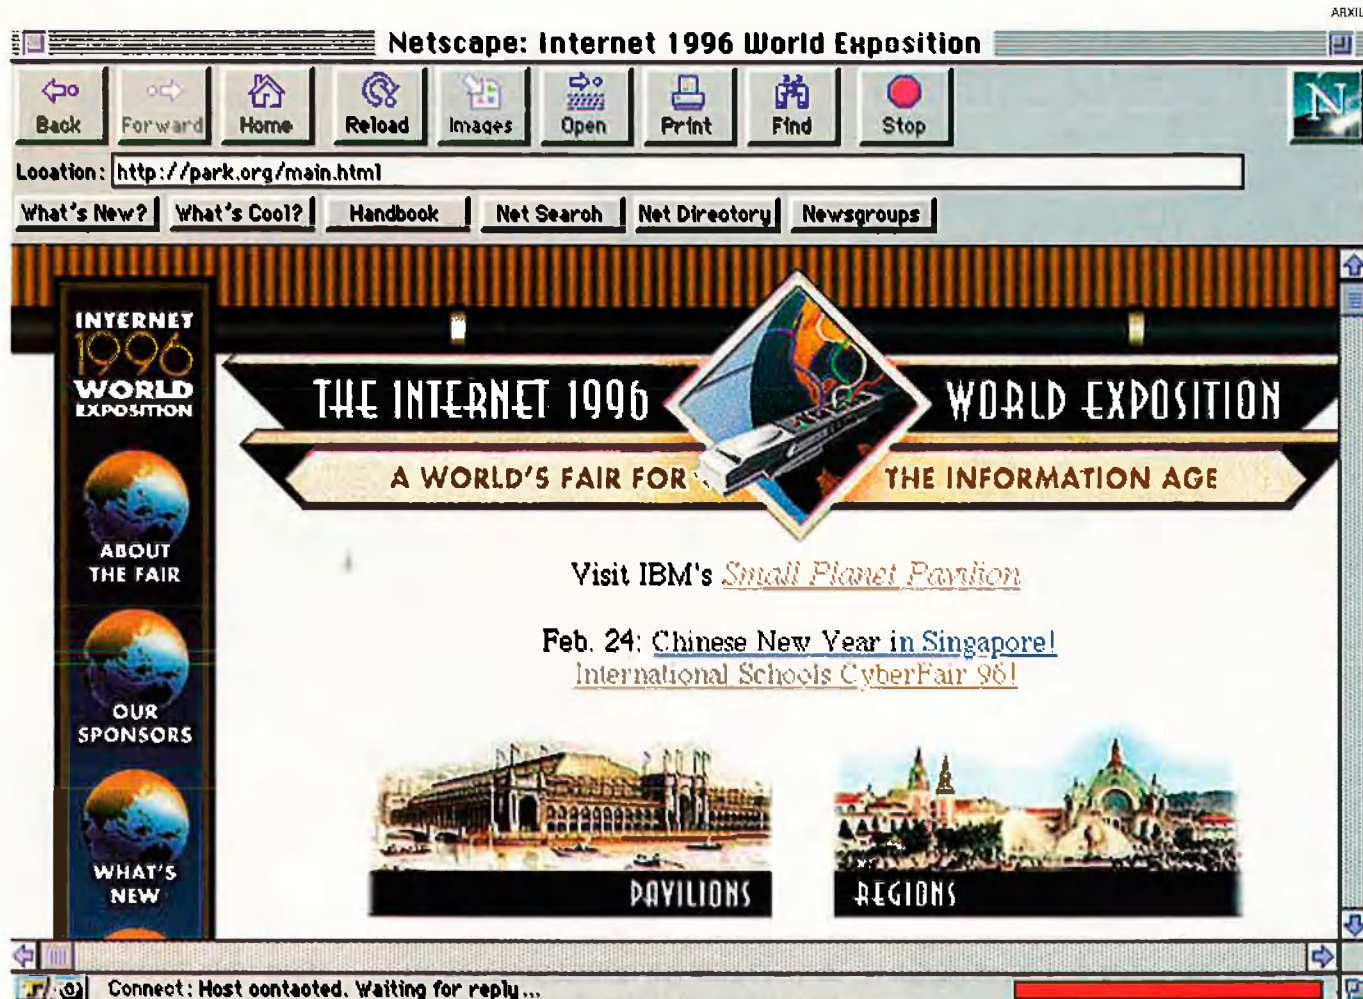 ARXIU
Netscape: Internet 1996 World Exposition
Back Forward Home Reload Images Open Print Find Stop
N
Location: http://park.org/main.html
What's New? What's Cool? Handbook Net Search Net Directory Newsgroups
INTERNET
1996
WORLD
EXPOSITION
THE INTERNET 1996 WORLD EXPOSITION
A WORLD'S FAIR FOR THE INFORMATION AGE
ABOUT
THE FAIR
OUR
SPONSORS
WHAT'S
NEW
Visit IBM's Small Planet Pavilion
Feb. 24: Chinese New Year in Singapore!
International Schools CyberFair 96!
PAVILIONS
REGIONS
Connect: Host contacted. Waiting for reply...